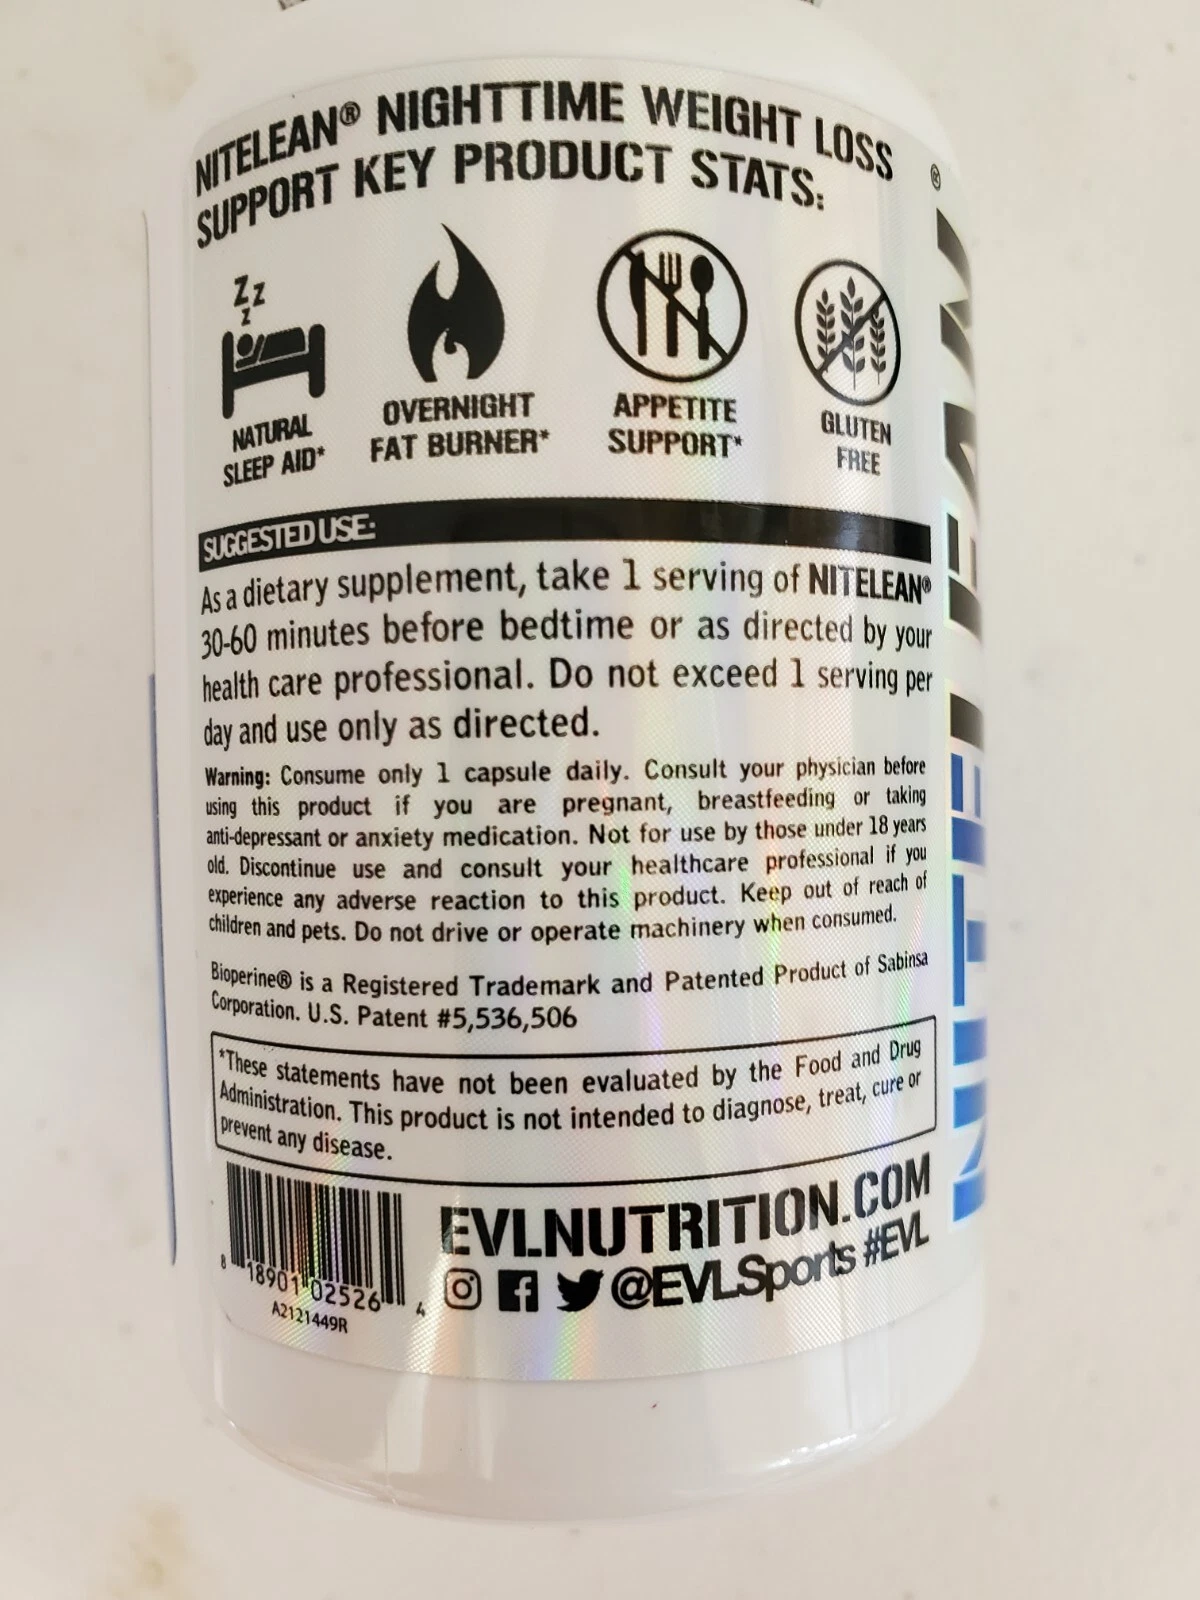 NITELEAN® NIGHTTIME WEIGHT LOSS
SUPPORT KEY PRODUCT STATS:
Zzz
NATURAL
SLEEP AID*
OVERNIGHT
FAT BURNER*
APPETITE
SUPPORT*
GLUTEN
FREE
SUGGESTED USE:
As a dietary supplement, take 1 serving of NITELEAN®
30-60 minutes before bedtime or as directed by your
health care professional. Do not exceed 1 serving per
day and use only as directed.
Warning: Consume only 1 capsule daily. Consult your physician before
using this product if you are pregnant, breastfeeding or taking
anti-depressant or anxiety medication. Not for use by those under 18 years
old. Discontinue use and consult your healthcare professional if you
experience any adverse reaction to this product. Keep out of reach of
children and pets. Do not drive or operate machinery when consumed.
Bioperine® is a Registered Trademark and Patented Product of Sabinsa
Corporation. U.S. Patent #5,536,506
*These statements have not been evaluated by the Food and Drug
Administration. This product is not intended to diagnose, treat, cure or
prevent any disease.
8 18901 02526 4
A2121449R
EVLNUTRITION.COM
@EVLSports #EVL
NITELEAN®